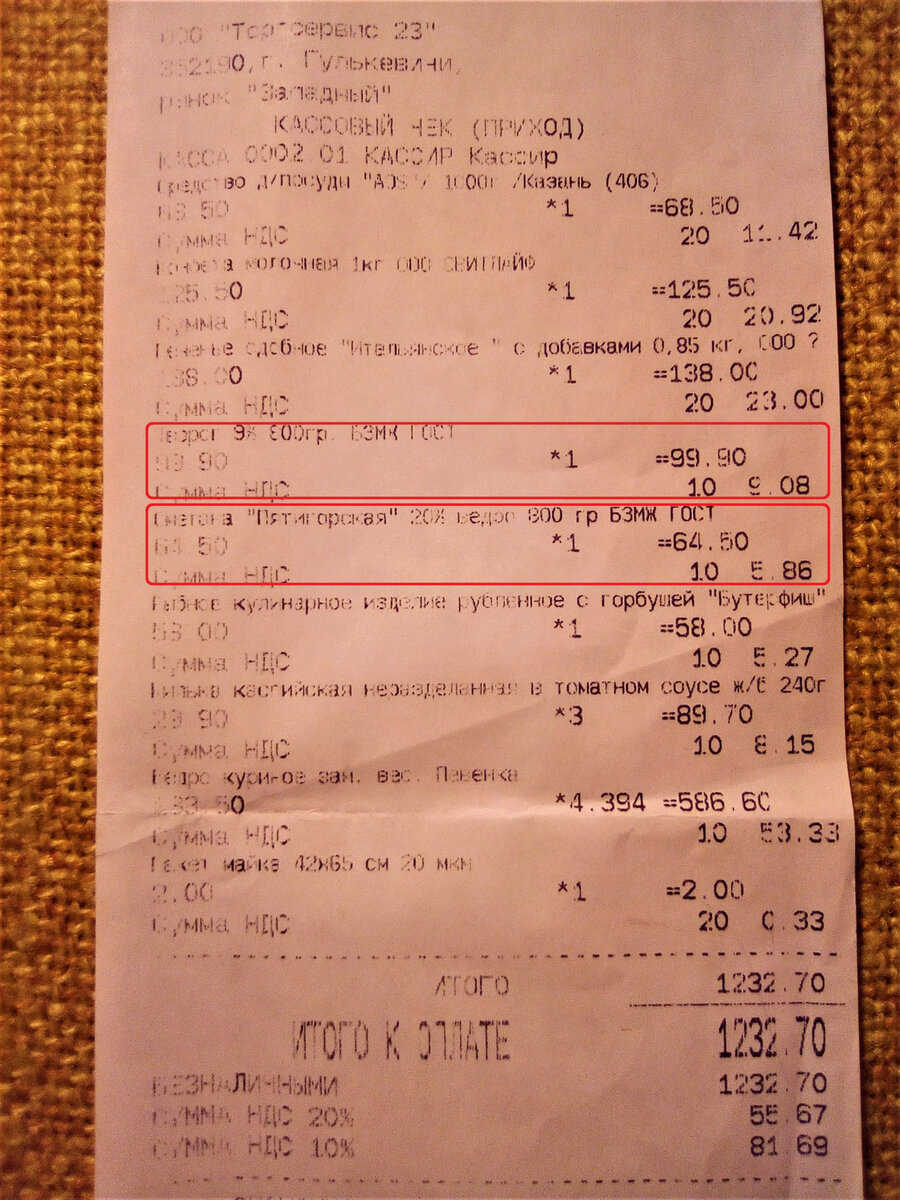 ООО "Торгсервис 23"
352190,г. Гулькевичи,
рынок "Западный"
КАССОВЫЙ ЧЕК (ПРИХОД)
КАССА 0002 01 КАССИР Кассир
Средство д/посуды "AOS"/ 1000г /Казань (406)
68.50 *1 =68.50
Сумма НДС 20 11.42
Конфета молочная 1кг ООО СВИТЛАЙФ
125.50 *1 =125.50
Сумма НДС 20 20.92
Печенье сдобное "Итальянское " с добавками 0,85 кг, ООО ?
138.00 *1 =138.00
Сумма НДС 20 23.00
Творог 9% 800гр. БЗМЖ ГОСТ
99.90 *1 =99.90
Сумма НДС 10 9.08
Сметана "Пятигорская" 20% ведро 800 гр БЗМЖ ГОСТ
64.50 *1 =64.50
Сумма НДС 10 5.86
Рыбное кулинарное изделие рубленное с горбушей "Бутерфиш"
58.00 *1 =58.00
Сумма НДС 10 5.27
Килька каспийская неразделанная в томатном соусе ж/б 240г
29.90 *3 =89.70
Сумма НДС 10 8.15
Бедро куриное зам. вес. Павенка
133.50 *4.394 =586.60
Сумма НДС 10 53.33
Пакет майка 42*65 см 20 мкм
2.00 *1 =2.00
Сумма НДС 20 0.33
ИТОГО 1232.70
ИТОГО К ОПЛАТЕ 1232.70
БЕЗНАЛИЧНЫМИ 1232.70
СУММА НДС 20% 55.67
СУММА НДС 10% 81.69